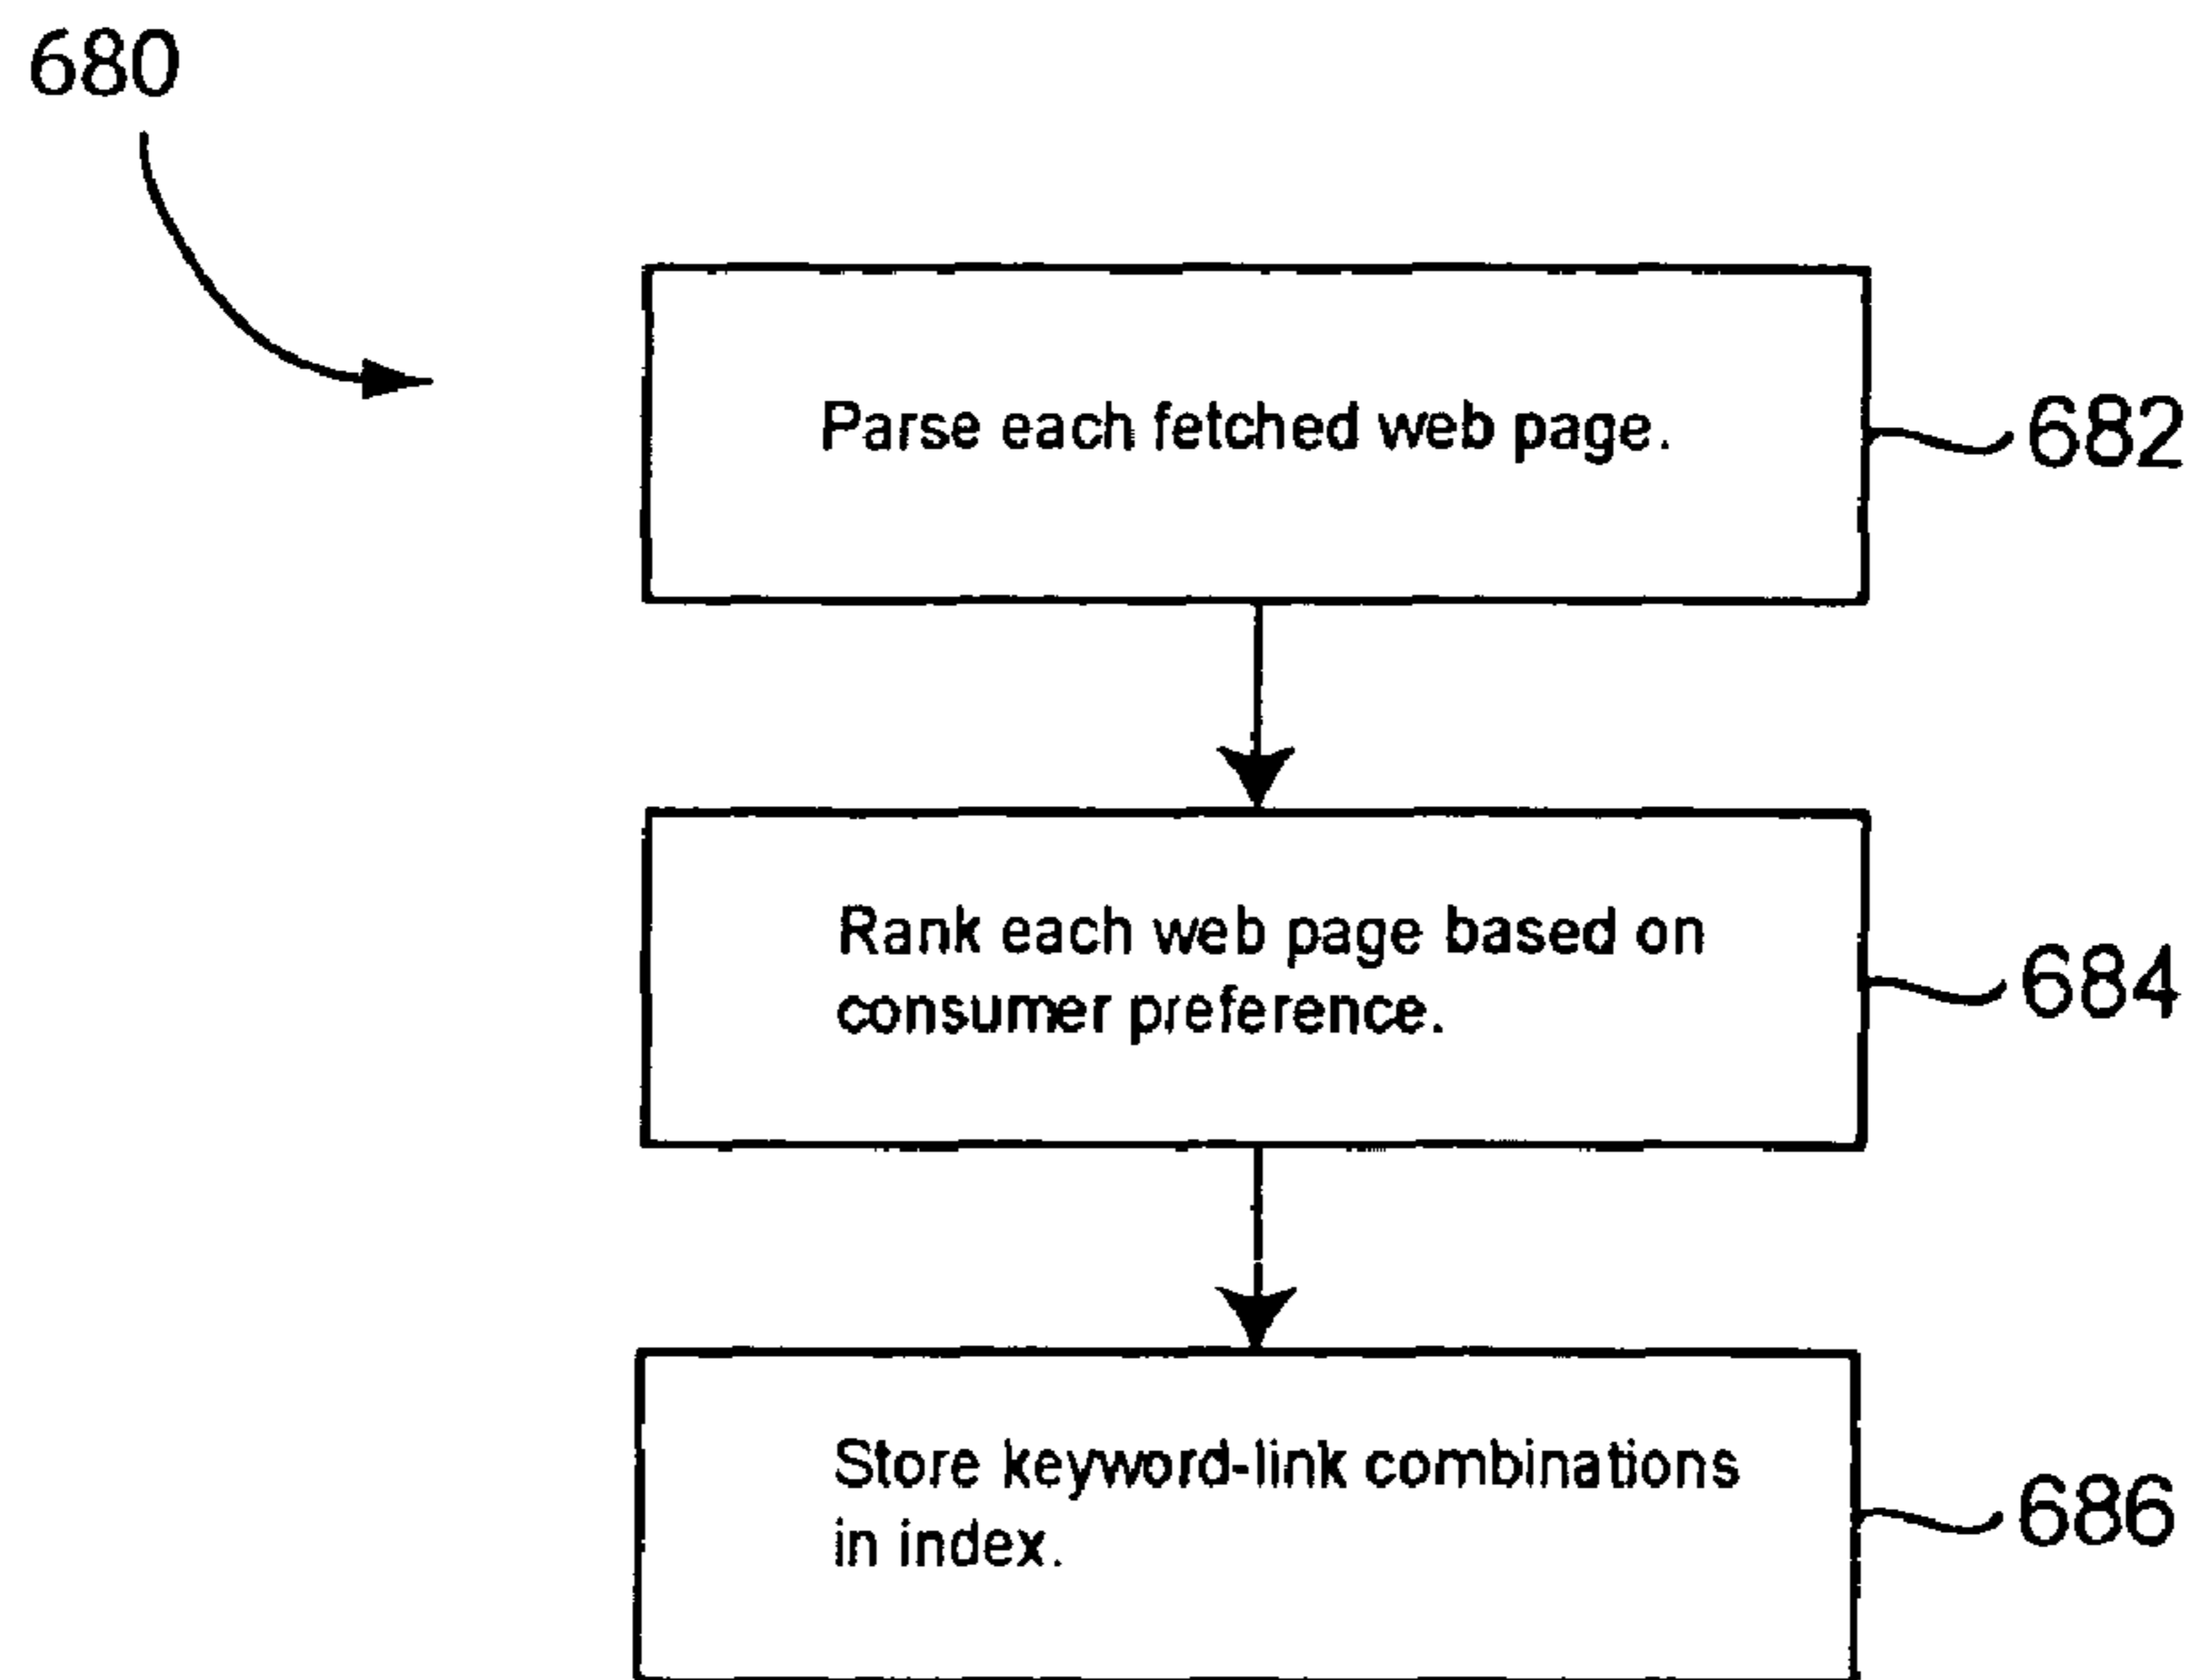 680
Parse each fetched web page.
682
Rank each web page based on
consumer preference.
684
Store keyword-link combinations
in index.
686